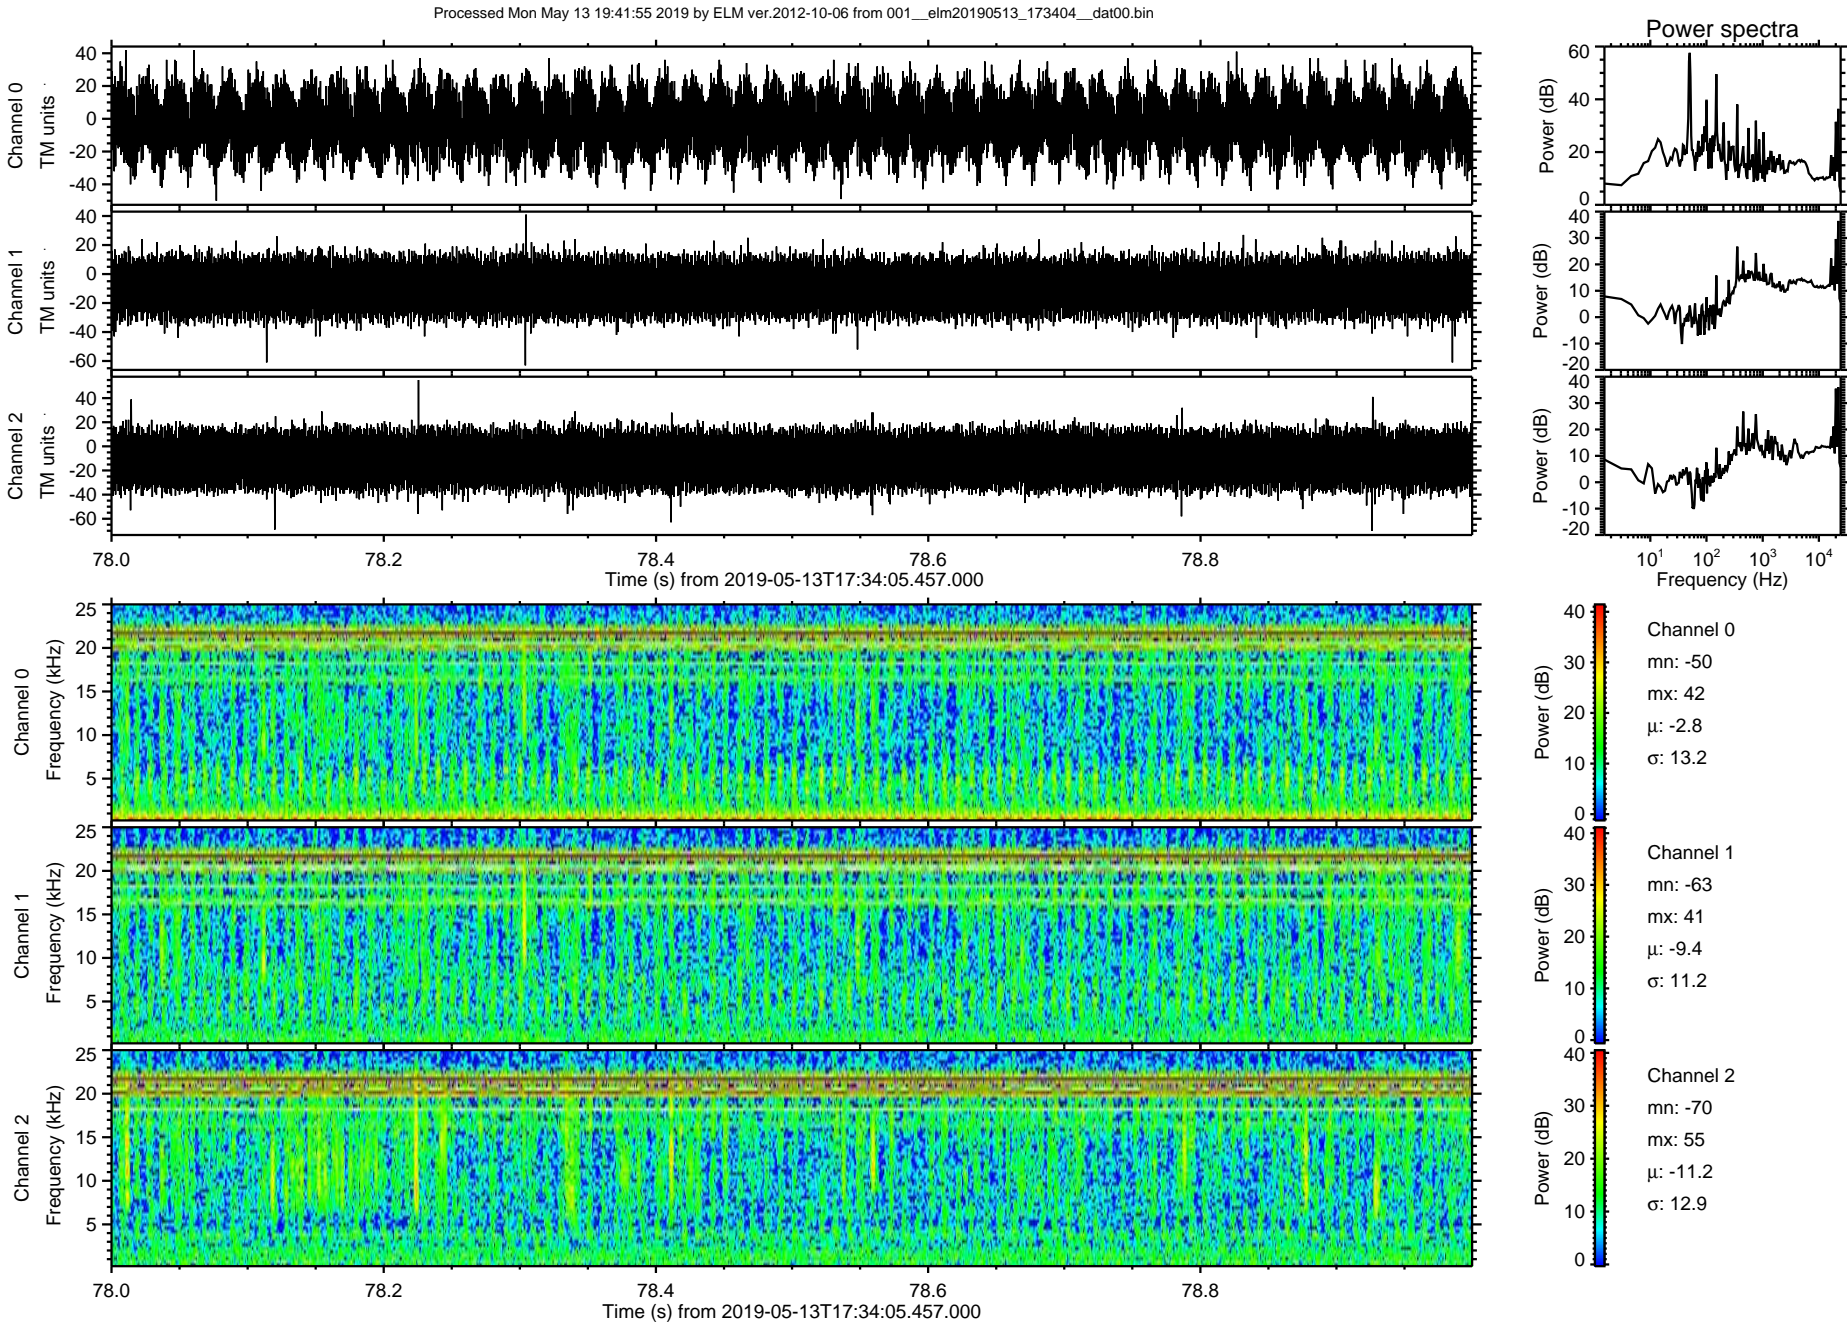 Processed Mon May 13 19:41:55 2019 by ELM ver.2012-10-06 from 001__elm20190513_173404__dat00.bin
Power spectra
Channel 0
TM units
40
20
0
-20
-40
Power (dB)
60
40
20
0
Channel 1
TM units
40
20
0
-20
-40
-60
Power (dB)
40
30
20
10
0
-10
-20
Channel 2
TM units
40
20
0
-20
-40
-60
Power (dB)
40
30
20
10
0
-10
-20
78.0 78.2 78.4 78.6 78.8
Time (s) from 2019-05-13T17:34:05.457.000
10¹ 10² 10³ 10⁴
Frequency (Hz)
Channel 0
Frequency (kHz)
25
20
15
10
5
Power (dB)
40
30
20
10
0
Channel 0
mn: -50
mx: 42
μ: -2.8
σ: 13.2
Channel 1
Frequency (kHz)
25
20
15
10
5
Power (dB)
40
30
20
10
0
Channel 1
mn: -63
mx: 41
μ: -9.4
σ: 11.2
Channel 2
Frequency (kHz)
25
20
15
10
5
Power (dB)
40
30
20
10
0
Channel 2
mn: -70
mx: 55
μ: -11.2
σ: 12.9
78.0 78.2 78.4 78.6 78.8
Time (s) from 2019-05-13T17:34:05.457.000